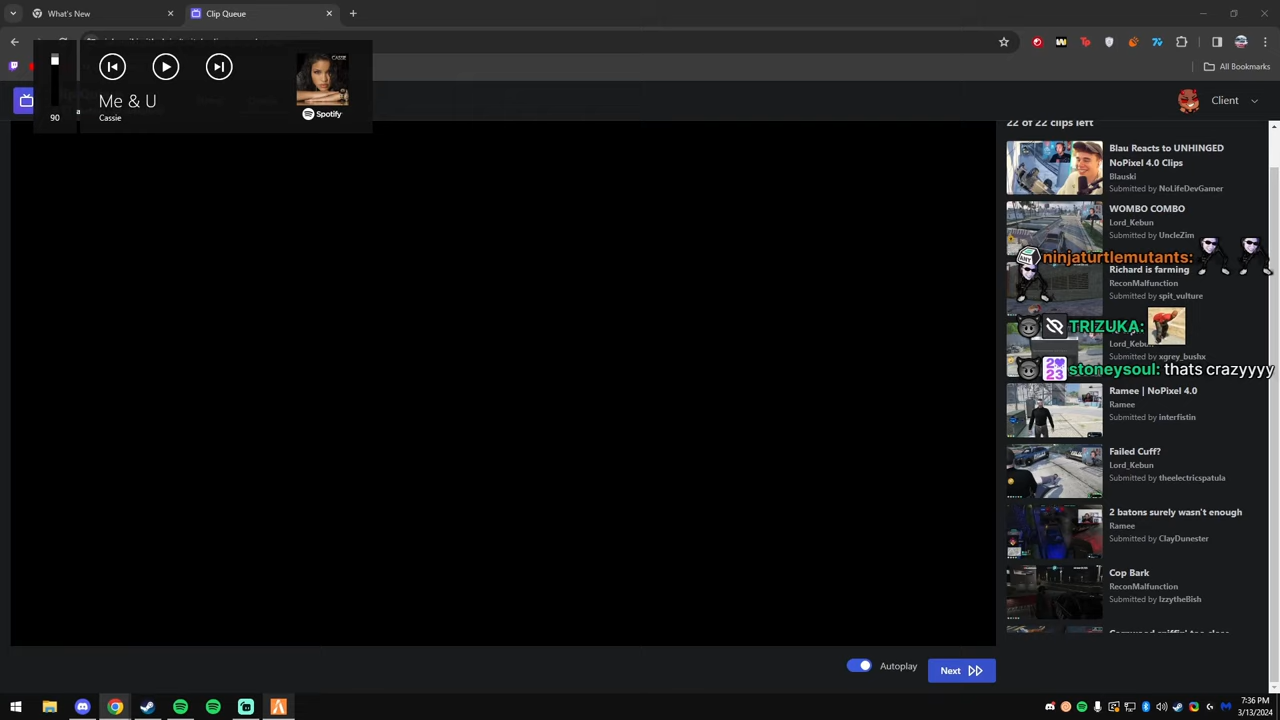 What's New
Clip Queue
All Bookmarks
Me & U
Cassie
90
CASSIE
Spotify
Client
22 of 22 clips left
Blau Reacts to UNHINGED
NoPixel 4.0 Clips
Blauski
Submitted by NoLifeDevGamer
WOMBO COMBO
Lord_Kebun
Submitted by UncleZim
ninjaturtlemutants:
Richard is farming
ReconMalfunction
Submitted by spit_vulture
TRIZUKA:
Lord_Kebun
Submitted by xgrey_bushx
2023
stoneysoul: thats crazyyyy
Ramee | NoPixel 4.0
Ramee
Submitted by interfistin
Failed Cuff?
Lord_Kebun
Submitted by theelectricspatula
2 batons surely wasn't enough
Ramee
Submitted by ClayDunester
Cop Bark
ReconMalfunction
Submitted by IzzytheBish
Autoplay
Next
7:36 PM
3/13/2024